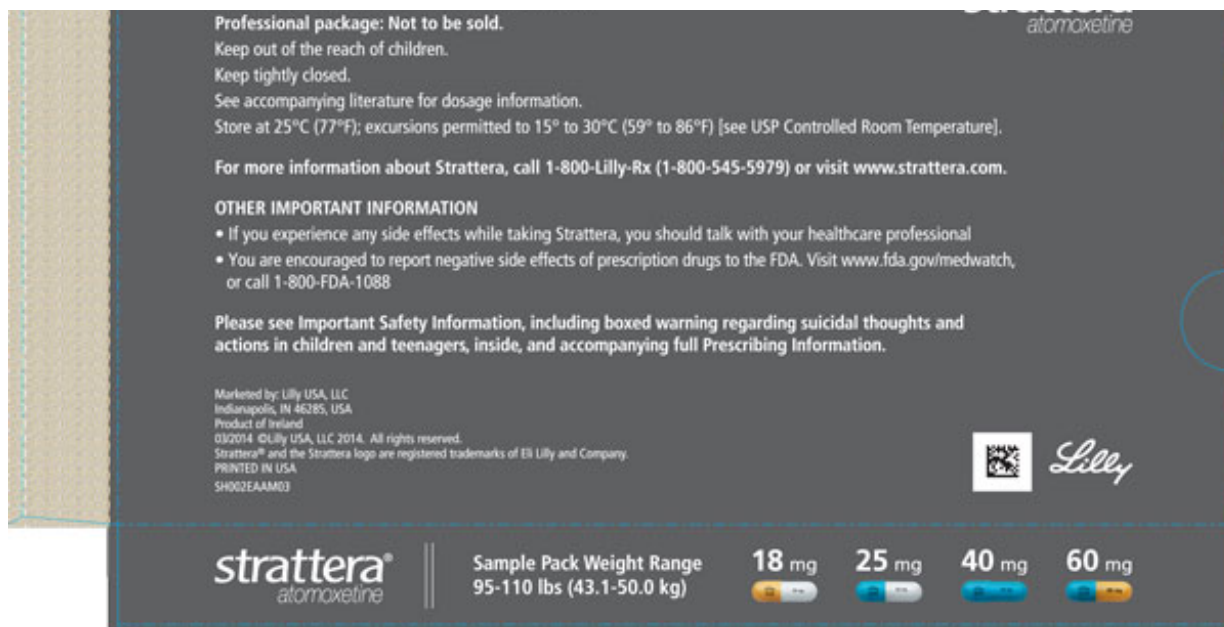 Professional package: Not to be sold.
atomoxetine
Keep out of the reach of children.
Keep tightly closed.
See accompanying literature for dosage information.
Store at 25°C (77°F); excursions permitted to 15° to 30°C (59° to 86°F) [see USP Controlled Room Temperature].
For more information about Strattera, call 1-800-Lilly-Rx (1-800-545-5979) or visit www.strattera.com.
OTHER IMPORTANT INFORMATION
• If you experience any side effects while taking Strattera, you should talk with your healthcare professional
• You are encouraged to report negative side effects of prescription drugs to the FDA. Visit www.fda.gov/medwatch,
or call 1-800-FDA-1088
Please see Important Safety Information, including boxed warning regarding suicidal thoughts and
actions in children and teenagers, inside, and accompanying full Prescribing Information.
Marketed by: Lilly USA, LLC
Indianapolis, IN 46285, USA
Product of Ireland
03/2014 ©Lilly USA, LLC 2014. All rights reserved.
Strattera® and the Strattera logo are registered trademarks of Eli Lilly and Company.
PRINTED IN USA
SH002EAAM03
Lilly
strattera®
atomoxetine
Sample Pack Weight Range
95-110 lbs (43.1-50.0 kg)
18 mg 25 mg 40 mg 60 mg